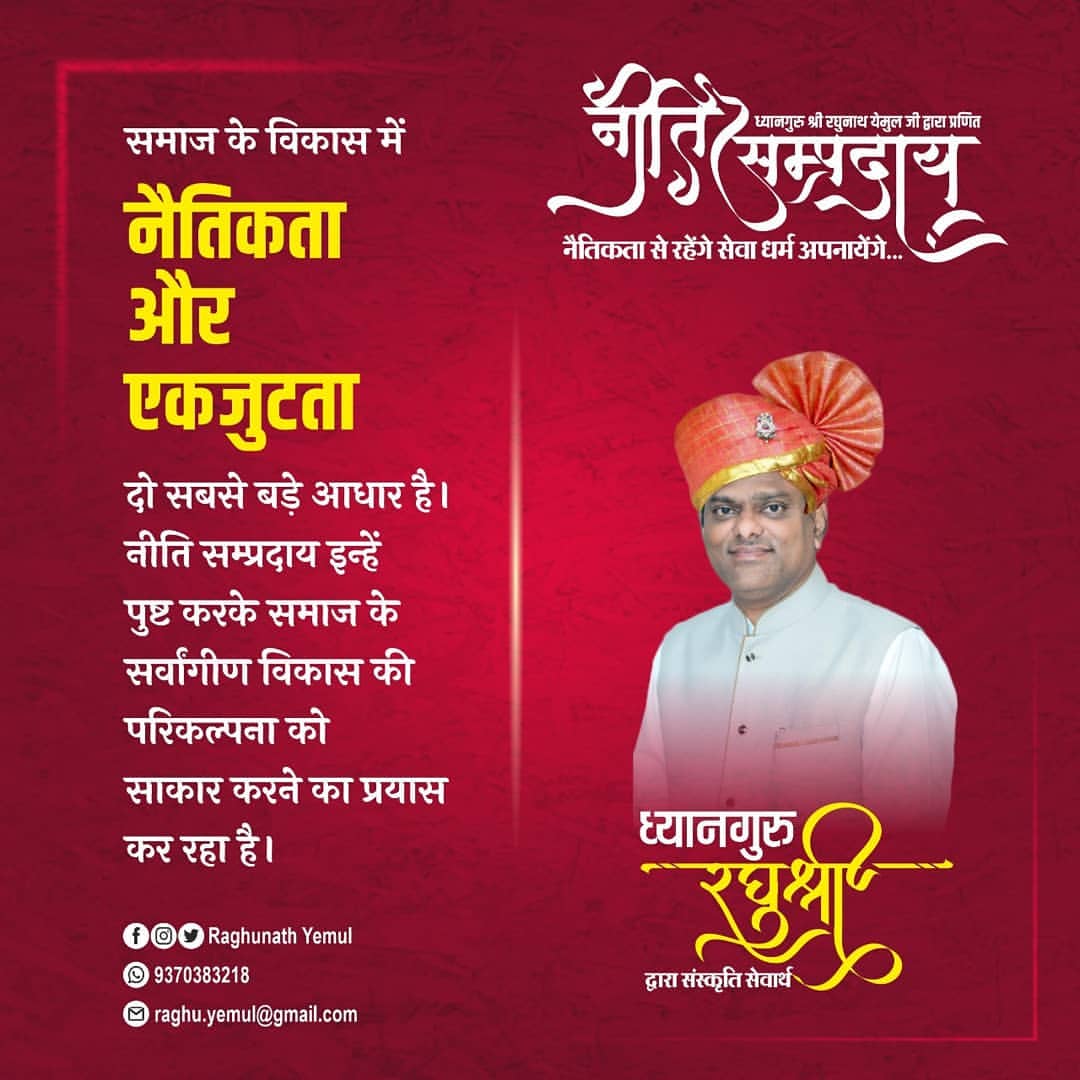 समाज के विकास में
नैतिकता
और
एकजुटता
दो सबसे बड़े आधार है।
नीति सम्प्रदाय इन्हें
पुष्ट करके समाज के
सर्वांगीण विकास की
परिकल्पना को
साकार करने का प्रयास
कर रहा है।
Raghunath Yemul
9370383218
raghu.yemul@gmail.com
ध्यानगुरु श्री रघुनाथ येमुल जी द्वारा प्रणित
नीति सम्प्रदाय
नैतिकता से रहेंगे सेवा धर्म अपनायेंगे...
ध्यानगुरु
रघुश्री
द्वारा संस्कृति सेवार्थ